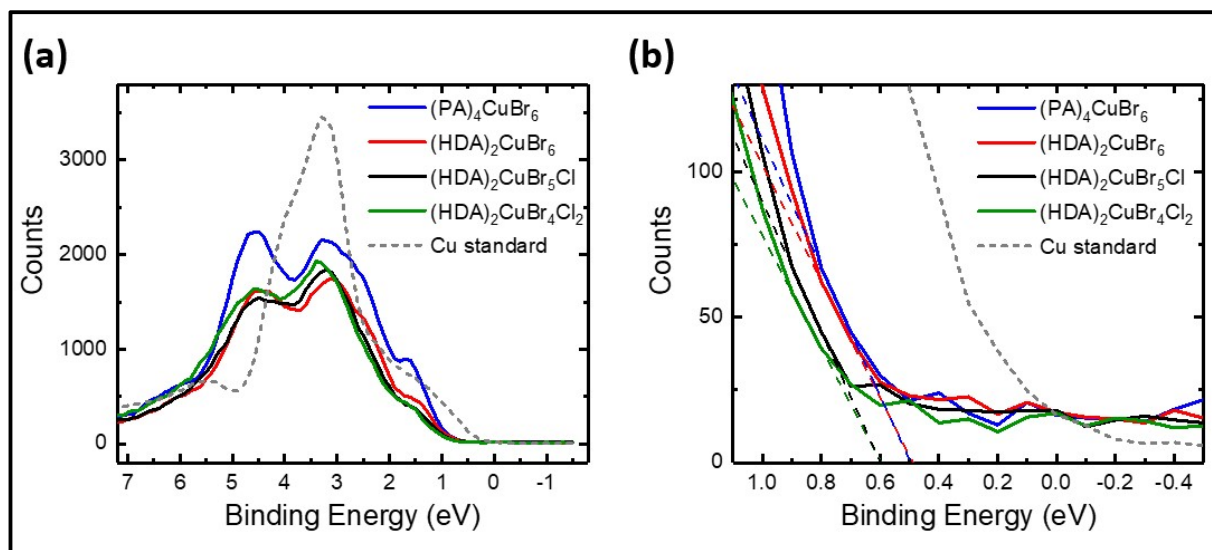 (a)
(PA)₄CuBr₆
(HDA)₂CuBr₆
(HDA)₂CuBr₅Cl
(HDA)₂CuBr₄Cl₂
Cu standard
3000
2000
1000
0
Counts
7 6 5 4 3 2 1 0 -1
Binding Energy (eV)
(b)
(PA)₄CuBr₆
(HDA)₂CuBr₆
(HDA)₂CuBr₅Cl
(HDA)₂CuBr₄Cl₂
Cu standard
100
50
0
Counts
1.0 0.8 0.6 0.4 0.2 0.0 -0.2 -0.4
Binding Energy (eV)